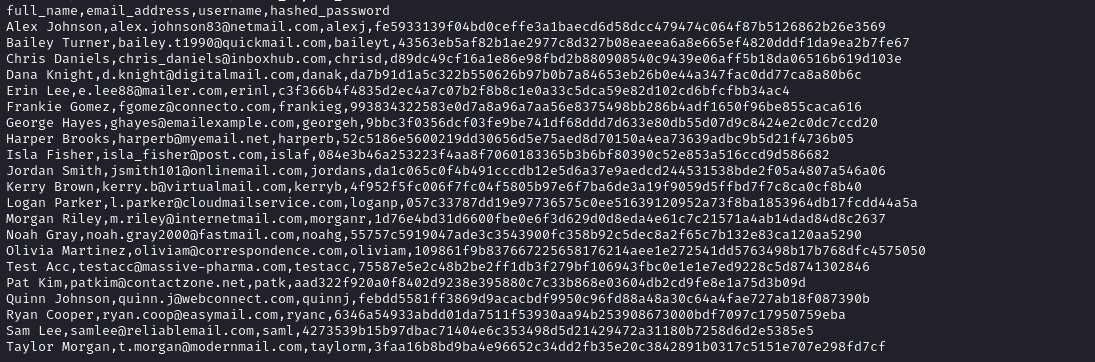 full_name,email_address,username,hashed_password
Alex Johnson,alex.johnson83@netmail.com,alexj,fe5933139f04bd0ceffe3a1baecd6d58dcc479474c064f87b5126862b26e3569
Bailey Turner,bailey.t1990@quickmail.com,baileyt,43563eb5af82b1ae2977c8d327b08eaeea6a8e665ef4820dddf1da9ea2b7fe67
Chris Daniels,chris_daniels@inboxhub.com,chrisd,d89dc49cf16a1e86e98fbd2b880908540c9439e06aff5b18da06516b619d103e
Dana Knight,d.knight@digitalmail.com,danak,da7b91d1a5c322b550626b97b0b7a84653eb26b0e44a347fac0dd77ca8a80b6c
Erin Lee,e.lee88@mailer.com,erinl,c3f366b4f4835d2ec4a7c07b2f8b8c1e0a33c5dca59e82d102cd6bfcfbb34ac4
Frankie Gomez,fgomez@connecto.com,frankieg,993834322583e0d7a8a96a7aa56e8375498bb286b4adf1650f96be855caca616
George Hayes,ghayes@emailexample.com,georgeh,9bbc3f0356dcf03fe9be741df68ddd7d633e80db55d07d9c8424e2c0dc7ccd20
Harper Brooks,harperb@myemail.net,harperb,52c5186e5600219dd30656d5e75aed8d70150a4ea73639adbc9b5d21f4736b05
Isla Fisher,isla_fisher@post.com,islaf,084e3b46a253223f4aa8f7060183365b3b6bf80390c52e853a516ccd9d586682
Jordan Smith,jsmith101@onlinemail.com,jordans,da1c065c0f4b491cccdb12e5d6a37e9aedcd244531538bde2f05a4807a546a06
Kerry Brown,kerry.b@virtualmail.com,kerryb,4f952f5fc006f7fc04f5805b97e6f7ba6de3a19f9059d5ffbd7f7c8ca0cf8b40
Logan Parker,l.parker@cloudmailservice.com,loganp,057c33787dd19e97736575c0ee51639120952a73f8ba1853964db17fcdd44a5a
Morgan Riley,m.riley@internetmail.com,morganr,1d76e4bd31d6600fbe0e6f3d629d0d8eda4e61c7c21571a4ab14dad84d8c2637
Noah Gray,noah.gray2000@fastmail.com,noahg,55757c5919047ade3c3543900fc358b92c5dec8a2f65c7b132e83ca120aa5290
Olivia Martinez,oliviam@correspondence.com,oliviam,109861f9b837667225658176214aee1e272541dd5763498b17b768dfc4575050
Test Acc,testacc@massive-pharma.com,testacc,75587e5e2c48b2be2ff1db3f279bf106943fbc0e1e1e7ed9228c5d8741302846
Pat Kim,patkim@contactzone.net,patk,aad322f920a0f8402d9238e395880c7c33b868e03604db2cd9fe8e1a75d3b09d
Quinn Johnson,quinn.j@webconnect.com,quinnj,febdd5581ff3869d9acacbdf9950c96fd88a48a30c64a4fae727ab18f087390b
Ryan Cooper,ryan.coop@easymail.com,ryanc,6346a54933abdd01da7511f53930aa94b253908673000bdf7097c17950759eba
Sam Lee,samlee@reliablemail.com,saml,4273539b15b97dbac71404e6c353498d5d21429472a31180b7258d6d2e5385e5
Taylor Morgan,t.morgan@modernmail.com,taylorm,3faa16b8bd9ba4e96652c34dd2fb35e20c3842891b0317c5151e707e298fd7cf